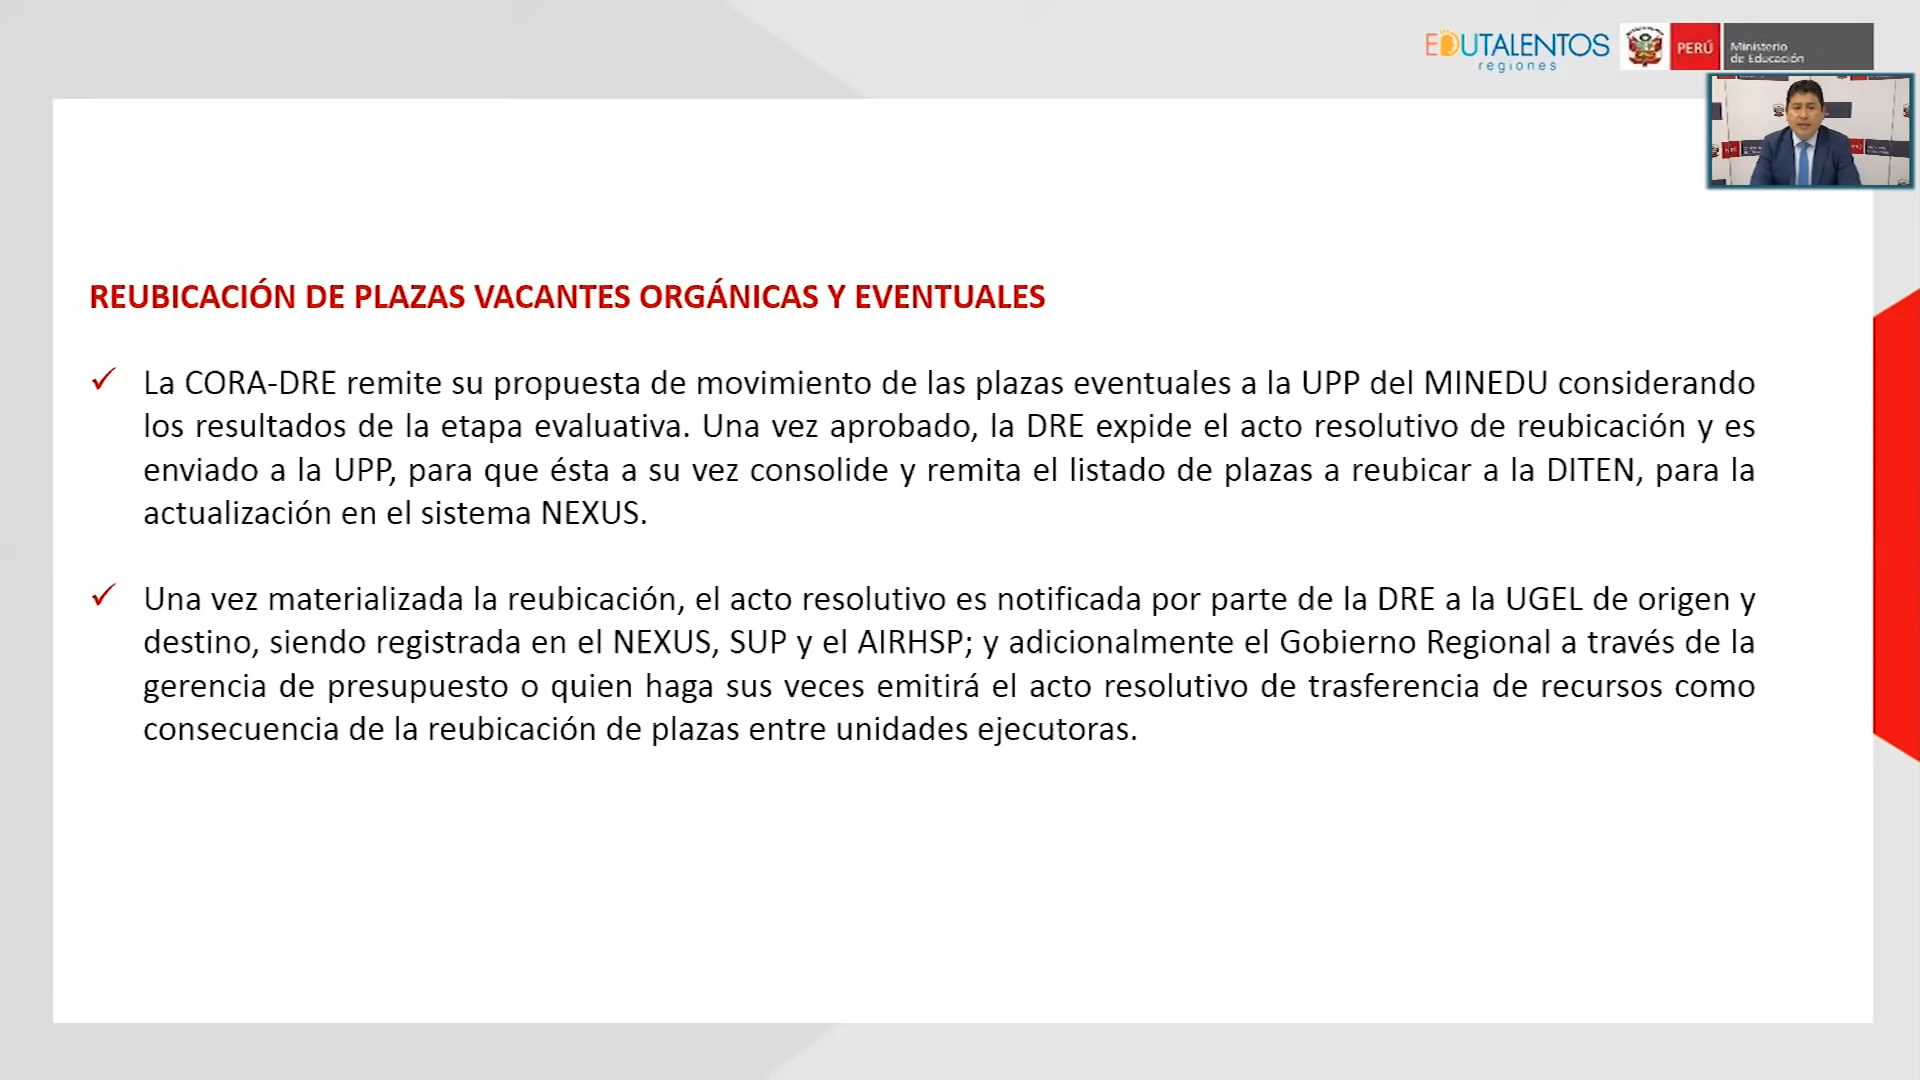 EDUTALENTOS
regiones
PERÚ
Ministerio
de Educación
REUBICACIÓN DE PLAZAS VACANTES ORGÁNICAS Y EVENTUALES
✓ La CORA-DRE remite su propuesta de movimiento de las plazas eventuales a la UPP del MINEDU considerando
los resultados de la etapa evaluativa. Una vez aprobado, la DRE expide el acto resolutivo de reubicación y es
enviado a la UPP, para que ésta a su vez consolide y remita el listado de plazas a reubicar a la DITEN, para la
actualización en el sistema NEXUS.
✓ Una vez materializada la reubicación, el acto resolutivo es notificada por parte de la DRE a la UGEL de origen y
destino, siendo registrada en el NEXUS, SUP y el AIRHSP; y adicionalmente el Gobierno Regional a través de la
gerencia de presupuesto o quien haga sus veces emitirá el acto resolutivo de trasferencia de recursos como
consecuencia de la reubicación de plazas entre unidades ejecutoras.